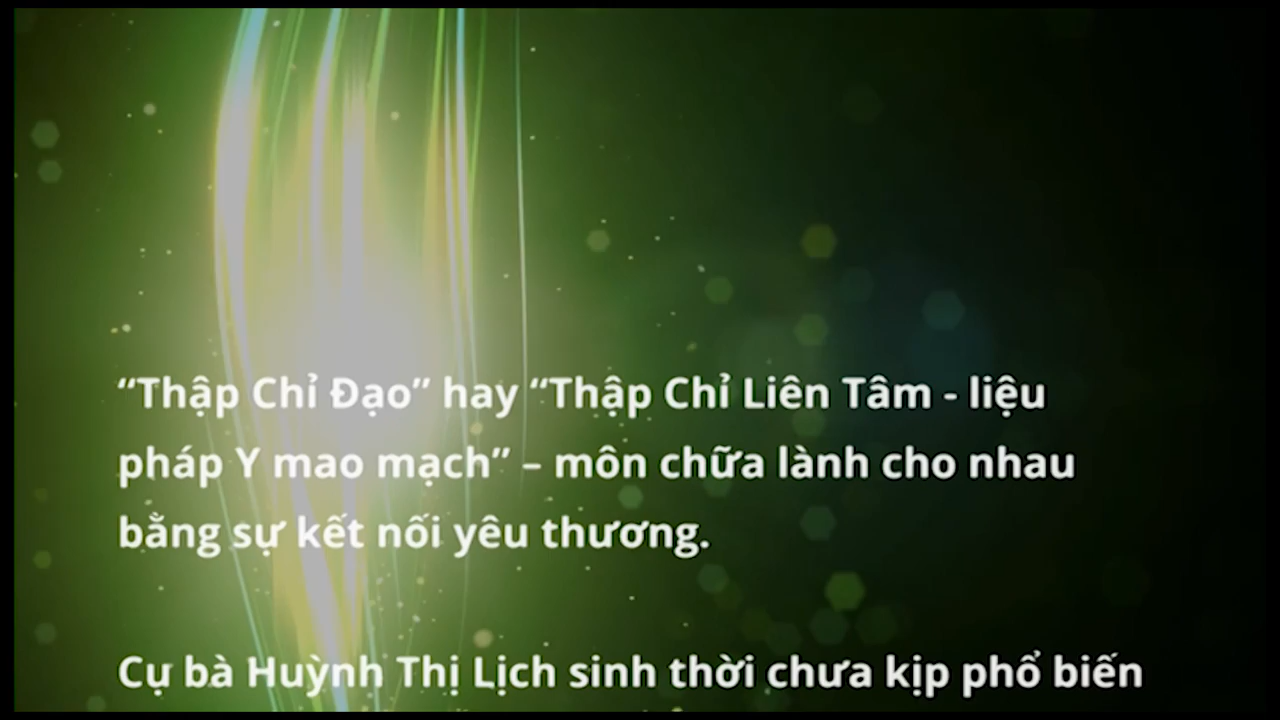 “Thập Chỉ Đạo” hay “Thập Chỉ Liên Tâm - liệu
pháp Y mao mạch” – môn chữa lành cho nhau
bằng sự kết nối yêu thương.
Cụ bà Huỳnh Thị Lịch sinh thời chưa kịp phổ biến